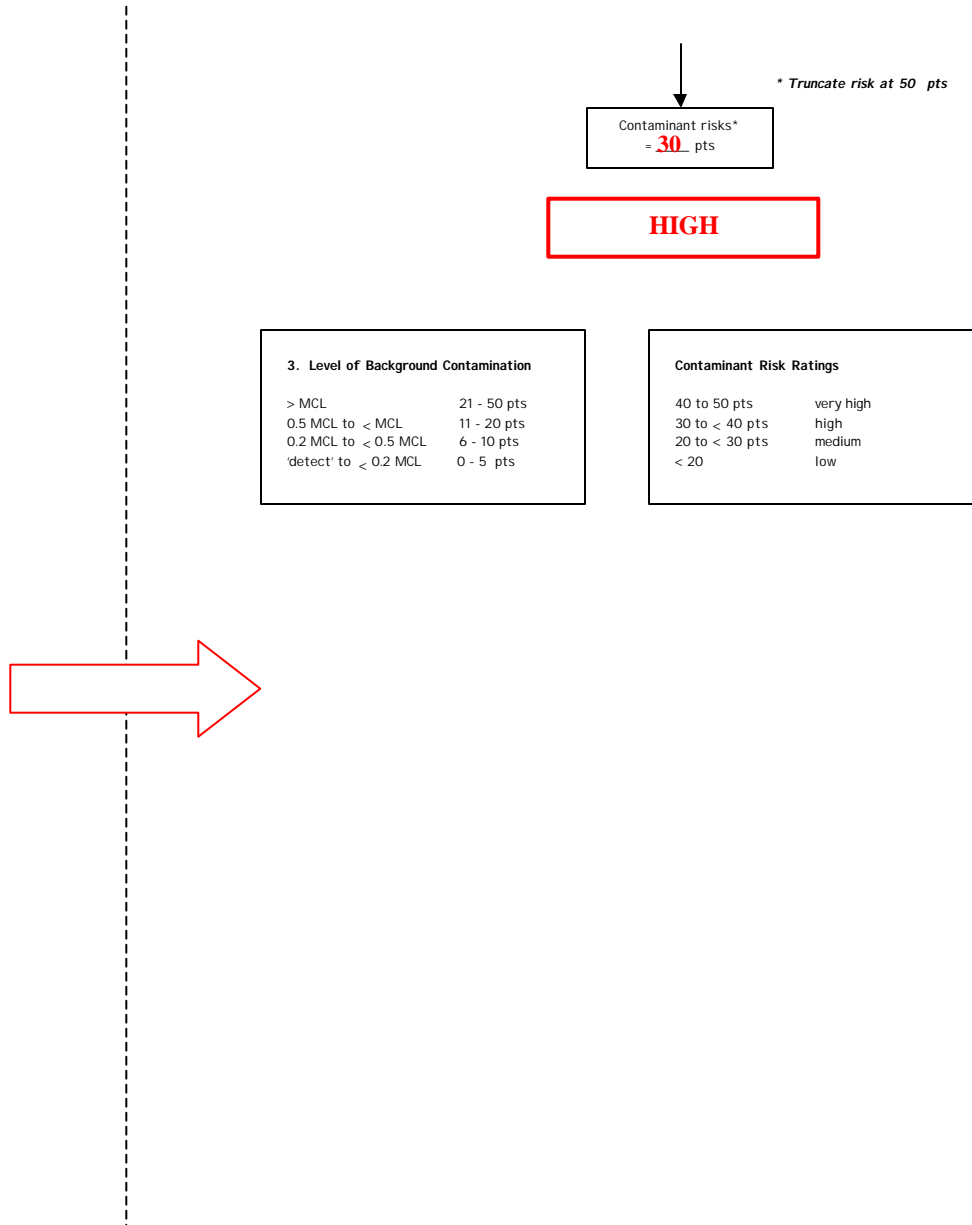 * Truncate risk at 50 pts
Contaminant risks*
= 30 pts
HIGH
3. Level of Background Contamination
> MCL 21 - 50 pts
0.5 MCL to < MCL 11 - 20 pts
0.2 MCL to < 0.5 MCL 6 - 10 pts
'detect' to < 0.2 MCL 0 - 5 pts
Contaminant Risk Ratings
40 to 50 pts very high
30 to < 40 pts high
20 to < 30 pts medium
< 20 low